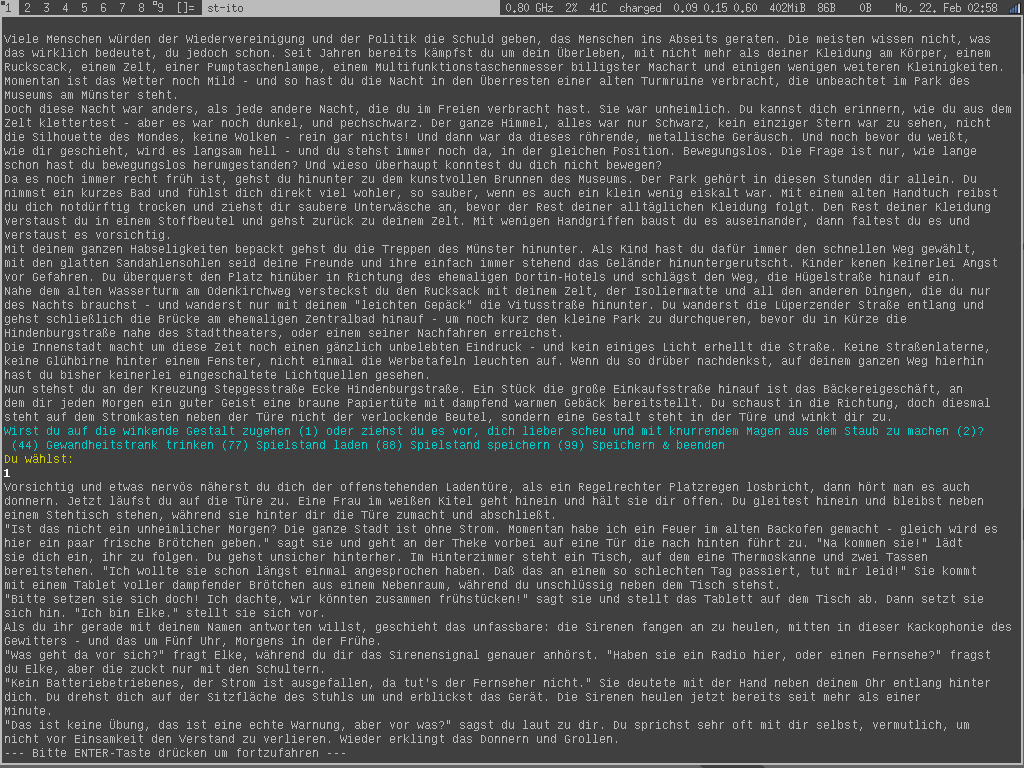 1 2 3 4 5 6 7 8 9 []= st-ito 0.80 GHz 2% 41C charged 0.09 0.15 0.60 402MiB 86B 0B Mo, 22. Feb 02:58
Viele Menschen würden der Wiedervereinigung und der Politik die Schuld geben, das Menschen ins Abseits geraten. Die meisten wissen nicht, was
das wirklich bedeutet, du jedoch schon. Seit Jahren bereits kämpfst du um dein Überleben, mit nicht mehr als deiner Kleidung am Körper, einem
Ruckscack, einem Zelt, einer Pumptaschenlampe, einem Multifunktionstaschenmesser billigster Machart und einigen wenigen weiteren Kleinigkeiten.
Momentan ist das Wetter noch Mild - und so hast du die Nacht in den Überresten einer alten Turmruine verbracht, die unbeachtet im Park des
Museums am Münster steht.
Doch diese Nacht war anders, als jede andere Nacht, die du im Freien verbracht hast. Sie war unheimlich. Du kannst dich erinnern, wie du aus dem
Zelt klettertest - aber es war noch dunkel, und pechschwarz. Der ganze Himmel, alles war nur Schwarz, kein einziger Stern war zu sehen, nicht
die Silhouette des Mondes, keine Wolken - rein gar nichts! Und dann war da dieses röhrende, metallische Geräusch. Und noch bevor du weißt,
wie dir geschieht, wird es langsam hell - und du stehst immer noch da, in der gleichen Position. Bewegungslos. Die Frage ist nur, wie lange
schon hast du bewegungslos herumgestanden? Und wieso überhaupt konntest du dich nicht bewegen?
Da es noch immer recht früh ist, gehst du hinunter zu dem kunstvollen Brunnen des Museums. Der Park gehört in diesen Stunden dir allein. Du
nimmst ein kurzes Bad und fühlst dich direkt viel wohler, so sauber, wenn es auch ein klein wenig eiskalt war. Mit einem alten Handtuch reibst
du dich notdürftig trocken und ziehst dir saubere Unterwäsche an, bevor der Rest deiner alltäglichen Kleidung folgt. Den Rest deiner Kleidung
verstaust du in einem Stoffbeutel und gehst zurück zu deinem Zelt. Mit wenigen Handgriffen baust du es auseinander, dann faltest du es und
verstaust es vorsichtig.
Mit deinem ganzen Habseligkeiten bepackt gehst du die Treppen des Münster hinunter. Als Kind hast du dafür immer den schnellen Weg gewählt,
mit den glatten Sandahlensohlen seid deine Freunde und ihre einfach immer stehend das Geländer hinuntergerutscht. Kinder kenen keinerlei Angst
vor Gefahren. Du überquerst den Platz hinüber in Richtung des ehemaligen Dortin-Hotels und schlägst den Weg, die Hügelstraße hinauf ein.
Nahe dem alten Wasserturm am Odenkirchweg versteckst du den Rucksack mit deinem Zelt, der Isoliermatte und all den anderen Dingen, die du nur
des Nachts brauchst - und wanderst nur mit deinem "leichten Gepäck" die Vitusstraße hinunter. Du wanderst die Lüperzender Straße entlang und
gehst schließlich die Brücke am ehemaligen Zentralbad hinauf - um noch kurz den kleine Park zu durchqueren, bevor du in Kürze die
Hindenburgstraße nahe des Stadttheaters, oder einem seiner Nachfahren erreichst.
Die Innenstadt macht um diese Zeit noch einen gänzlich unbelebten Eindruck - und kein einiges Licht erhellt die Straße. Keine Straßenlaterne,
keine Glühbirne hinter einem Fenster, nicht einmal die Werbetafeln leuchten auf. Wenn du so drüber nachdenkst, auf deinem ganzen Weg hierhin
hast du bisher keinerlei eingeschaltete Lichtquellen gesehen.
Nun stehst du an der Kreuzung Stepgesstraße Ecke Hindenburgstraße. Ein Stück die große Einkaufsstraße hinauf ist das Bäckereigeschäft, an
dem dir jeden Morgen ein guter Geist eine braune Papiertüte mit dampfend warmen Gebäck bereitstellt. Du schaust in die Richtung, doch diesmal
steht auf dem Stromkasten neben der Türe nicht der verlockende Beutel, sondern eine Gestalt steht in der Türe und winkt dir zu.
Wirst du auf die winkende Gestalt zugehen (1) oder ziehst du es vor, dich lieber scheu und mit knurrendem Magen aus dem Staub zu machen (2)?
(44) Gewandheitstrank trinken (77) Spielstand laden (88) Spielstand speichern (99) Speichern & beenden
Du wählst:
1
Vorsichtig und etwas nervös näherst du dich der offenstehenden Ladentüre, als ein Regelrechter Platzregen losbricht, dann hört man es auch
donnern. Jetzt läufst du auf die Türe zu. Eine Frau im weißen Kitel geht hinein und hält sie dir offen. Du gleitest hinein und bleibst neben
einem Stehtisch stehen, während sie hinter dir die Türe zumacht und abschließt.
"Ist das nicht ein unheimlicher Morgen? Die ganze Stadt ist ohne Strom. Momentan habe ich ein Feuer im alten Backofen gemacht - gleich wird es
hier ein paar frische Brötchen geben." sagt sie und geht an der Theke vorbei auf eine Tür die nach hinten führt zu. "Na kommen sie!" lädt
sie dich ein, ihr zu folgen. Du gehst unsicher hinterher. Im Hinterzimmer steht ein Tisch, auf dem eine Thermoskanne und zwei Tassen
bereitstehen. "Ich wollte sie schon längst einmal angesprochen haben. Daß das an einem so schlechten Tag passiert, tut mir leid!" Sie kommt
mit einem Tablet voller dampfender Brötchen aus einem Nebenraum, während du unschlüssig neben dem Tisch stehst.
"Bitte setzen sie sich doch! Ich dachte, wir könnten zusammen frühstücken!" sagt sie und stellt das Tablett auf dem Tisch ab. Dann setzt sie
sich hin. "Ich bin Elke." stellt sie sich vor.
Als du ihr gerade mit deinem Namen antworten willst, geschieht das unfassbare: die Sirenen fangen an zu heulen, mitten in dieser Kackophonie des
Gewitters - und das um Fünf Uhr, Morgens in der Frühe.
"Was geht da vor sich?" fragt Elke, während du dir das Sirenensignal genauer anhörst. "Haben sie ein Radio hier, oder einen Fernsehe?" fragst
du Elke, aber die zuckt nur mit den Schultern.
"Kein Batteriebetriebenes, der Strom ist ausgefallen, da tut's der Fernseher nicht." Sie deutete mit der Hand neben deinem Ohr entlang hinter
dich. Du drehst dich auf der Sitzfläche des Stuhls um und erblickst das Gerät. Die Sirenen heulen jetzt bereits seit mehr als einer
Minute.
"Das ist keine Übung, das ist eine echte Warnung, aber vor was?" sagst du laut zu dir. Du sprichst sehr oft mit dir selbst, vermutlich, um
nicht vor Einsamkeit den Verstand zu verlieren. Wieder erklingt das Donnern und Grollen.
--- Bitte ENTER-Taste drücken um fortzufahren ---